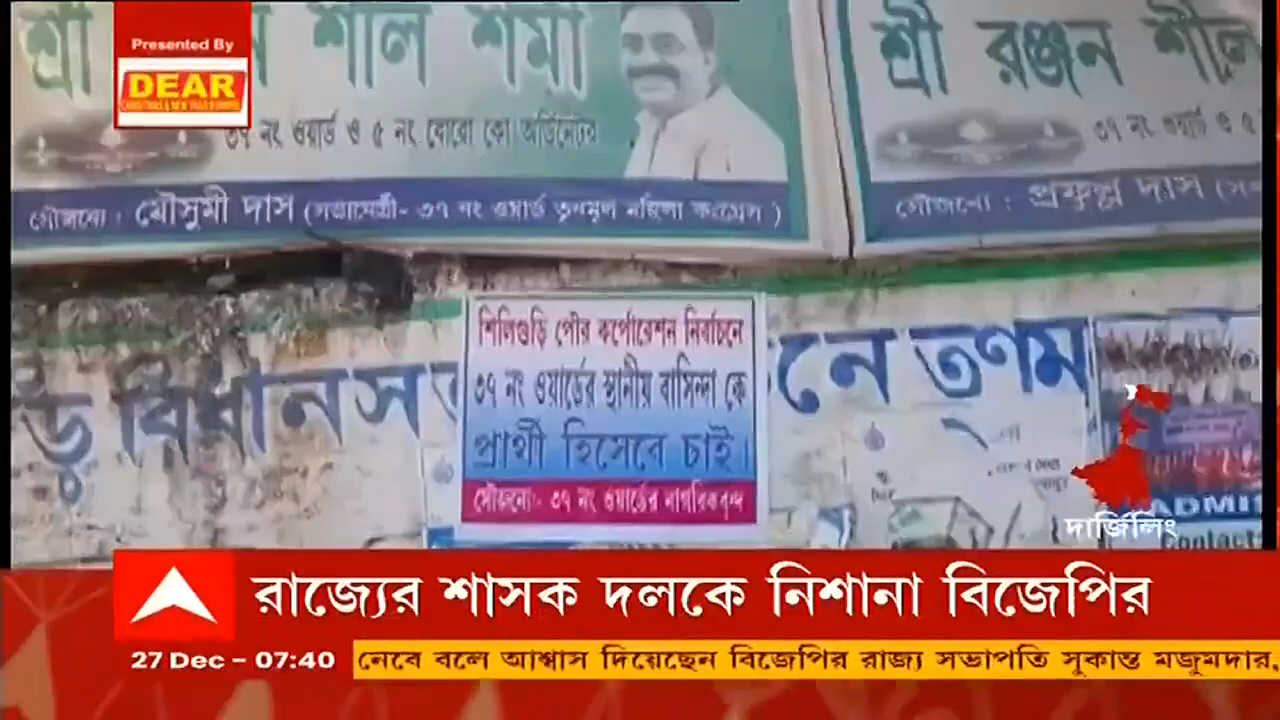 Presented By
DEAR
শ্রী
শীল শর্মা
৩৭ নং ওয়ার্ড ও ৫ নং বোরো কো অর্ডিনেটর
সৌজন্যে : মৌসুমী দাস (সভানেত্রী- ৩৭ নং ওয়ার্ড তৃণমূল মহিলা কংগ্রেস )
শ্রী রঞ্জন শীল
৩৭ নং ওয়ার্ড ও ৫
সৌজন্যে : প্রফুল্ল দাস
বিধানসভ
নে তৃণমূ
শিলিগুড়ি পৌর কর্পোরেশন নির্বাচনে
৩৭ নং ওয়ার্ডের স্থানীয় বাসিন্দা কে
প্রার্থী হিসেবে চাই।
সৌজন্যে:- ৩৭ নং ওয়ার্ডের নাগরিকবৃন্দ
ADMI
Contact
দার্জিলিং
রাজ্যের শাসক দলকে নিশানা বিজেপির
27 Dec - 07:40
নেবে বলে আশ্বাস দিয়েছেন বিজেপির রাজ্য সভাপতি সুকান্ত মজুমদার,